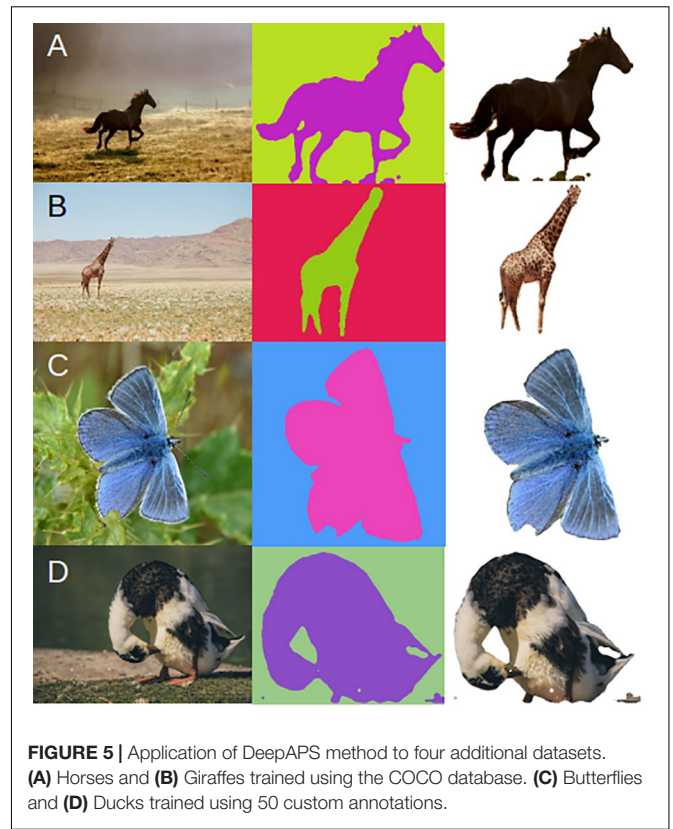 A
B
C
D
FIGURE 5 | Application of DeepAPS method to four additional datasets.
(A) Horses and (B) Giraffes trained using the COCO database. (C) Butterflies
and (D) Ducks trained using 50 custom annotations.